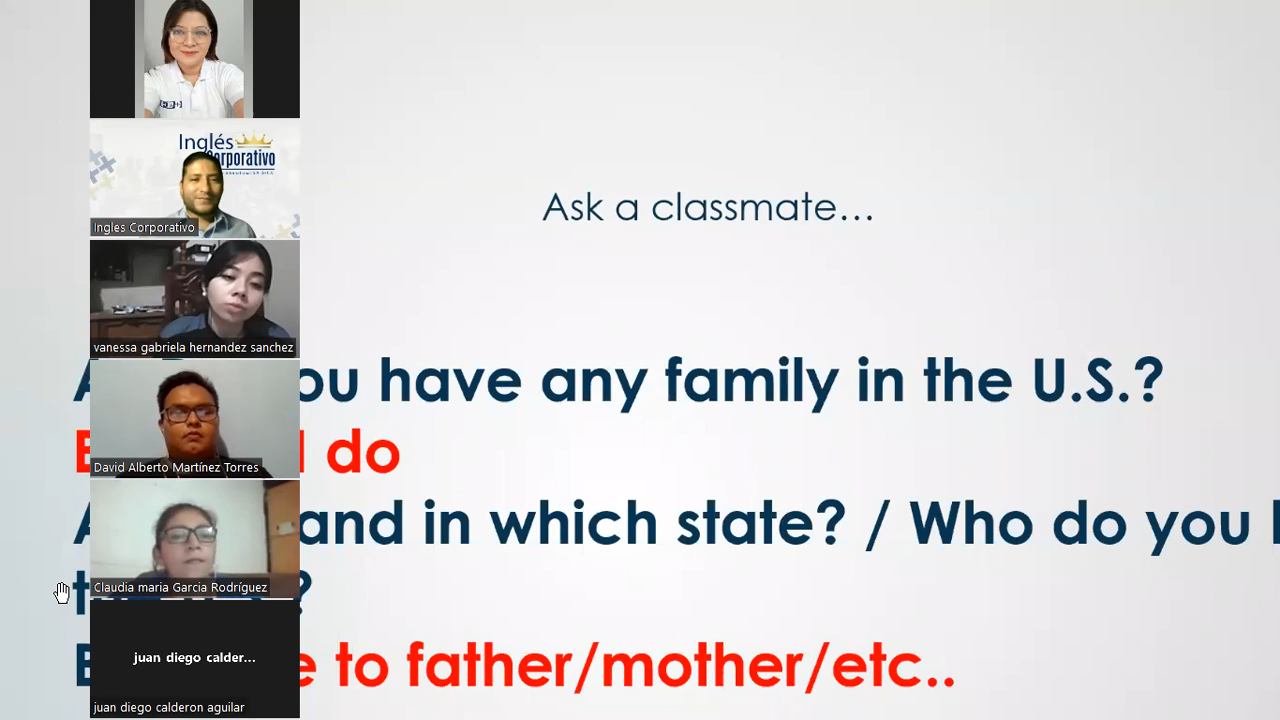 Inglés
Corporativo
Ingles Corporativo
vanessa gabriela hernandez sanchez
David Alberto Martínez Torres
Claudia maria Garcia Rodríguez
juan diego calder...
juan diego calderon aguilar
Ask a classmate...
have any family in the U.S.?
do
and in which state? / Who do you
to father/mother/etc..